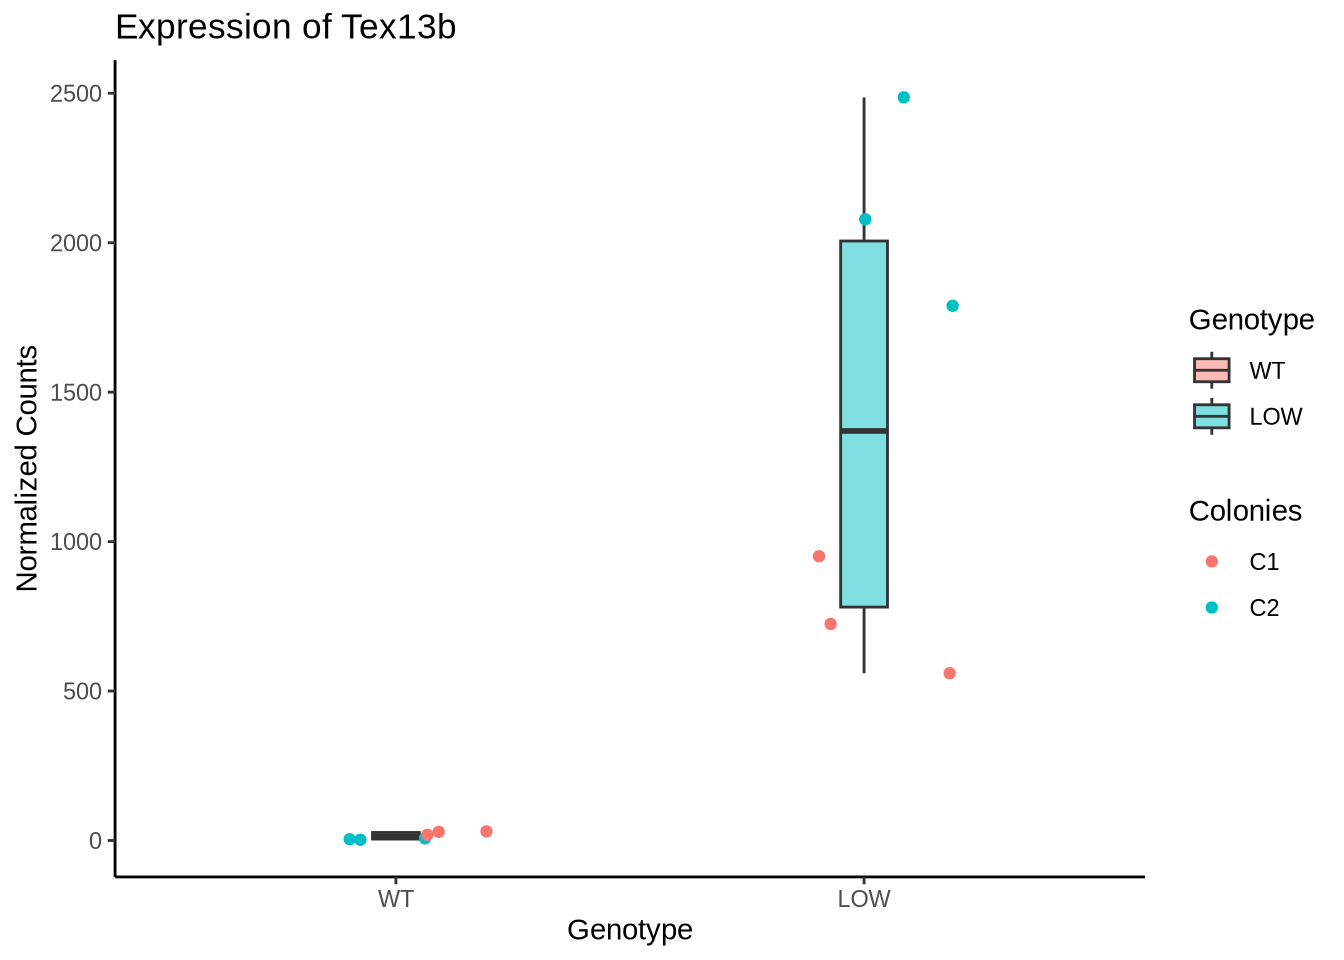 Expression of Tex13b
2500
2000
1500
1000
500
0
Normalized Counts
WT
LOW
Genotype
Genotype
WT
LOW
Colonies
C1
C2